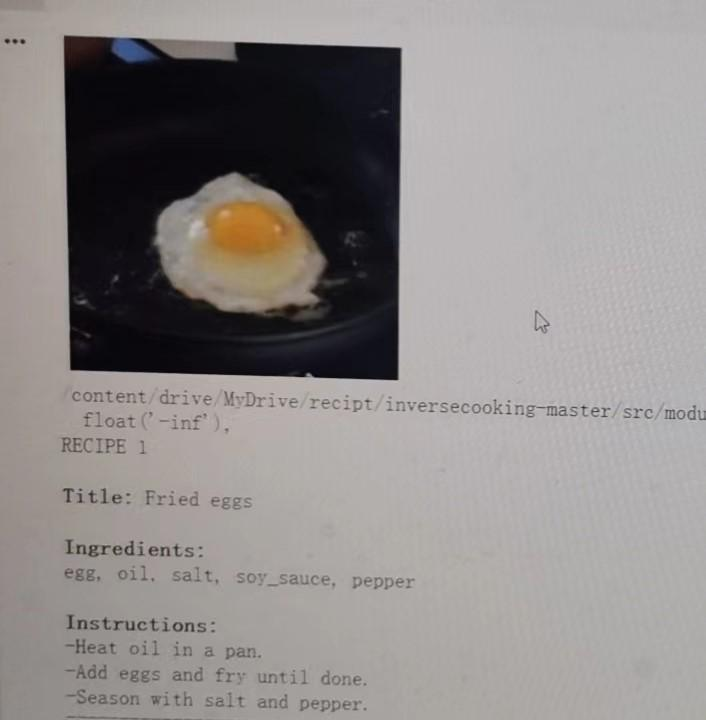 /content/drive/MyDrive/recipt/inversecooking-master/src/modu
float('-inf'),
RECIPE 1
Title: Fried eggs
Ingredients:
egg, oil, salt, soy_sauce, pepper
Instructions:
-Heat oil in a pan.
-Add eggs and fry until done.
-Season with salt and pepper.